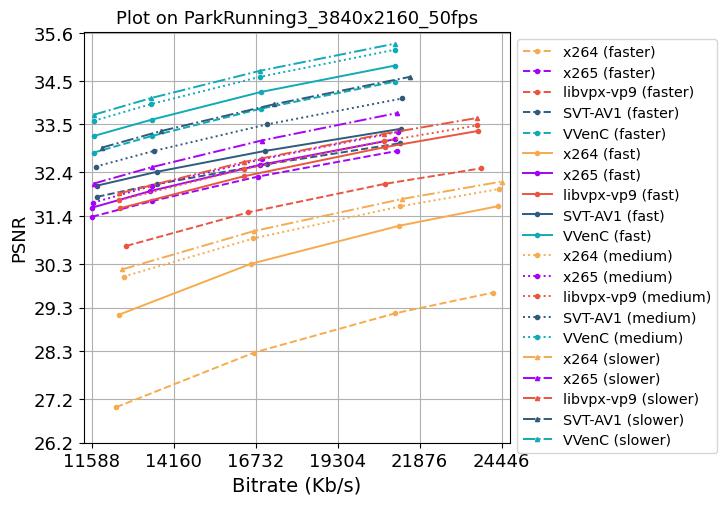 Plot on ParkRunning3_3840x2160_50fps
35.6
34.5
33.5
32.4
31.4
30.3
29.3
28.3
27.2
26.2
PSNR
11588 14160 16732 19304 21876 24446
Bitrate (Kb/s)
x264 (faster)
x265 (faster)
libvpx-vp9 (faster)
SVT-AV1 (faster)
VVenC (faster)
x264 (fast)
x265 (fast)
libvpx-vp9 (fast)
SVT-AV1 (fast)
VVenC (fast)
x264 (medium)
x265 (medium)
libvpx-vp9 (medium)
SVT-AV1 (medium)
VVenC (medium)
x264 (slower)
x265 (slower)
libvpx-vp9 (slower)
SVT-AV1 (slower)
VVenC (slower)